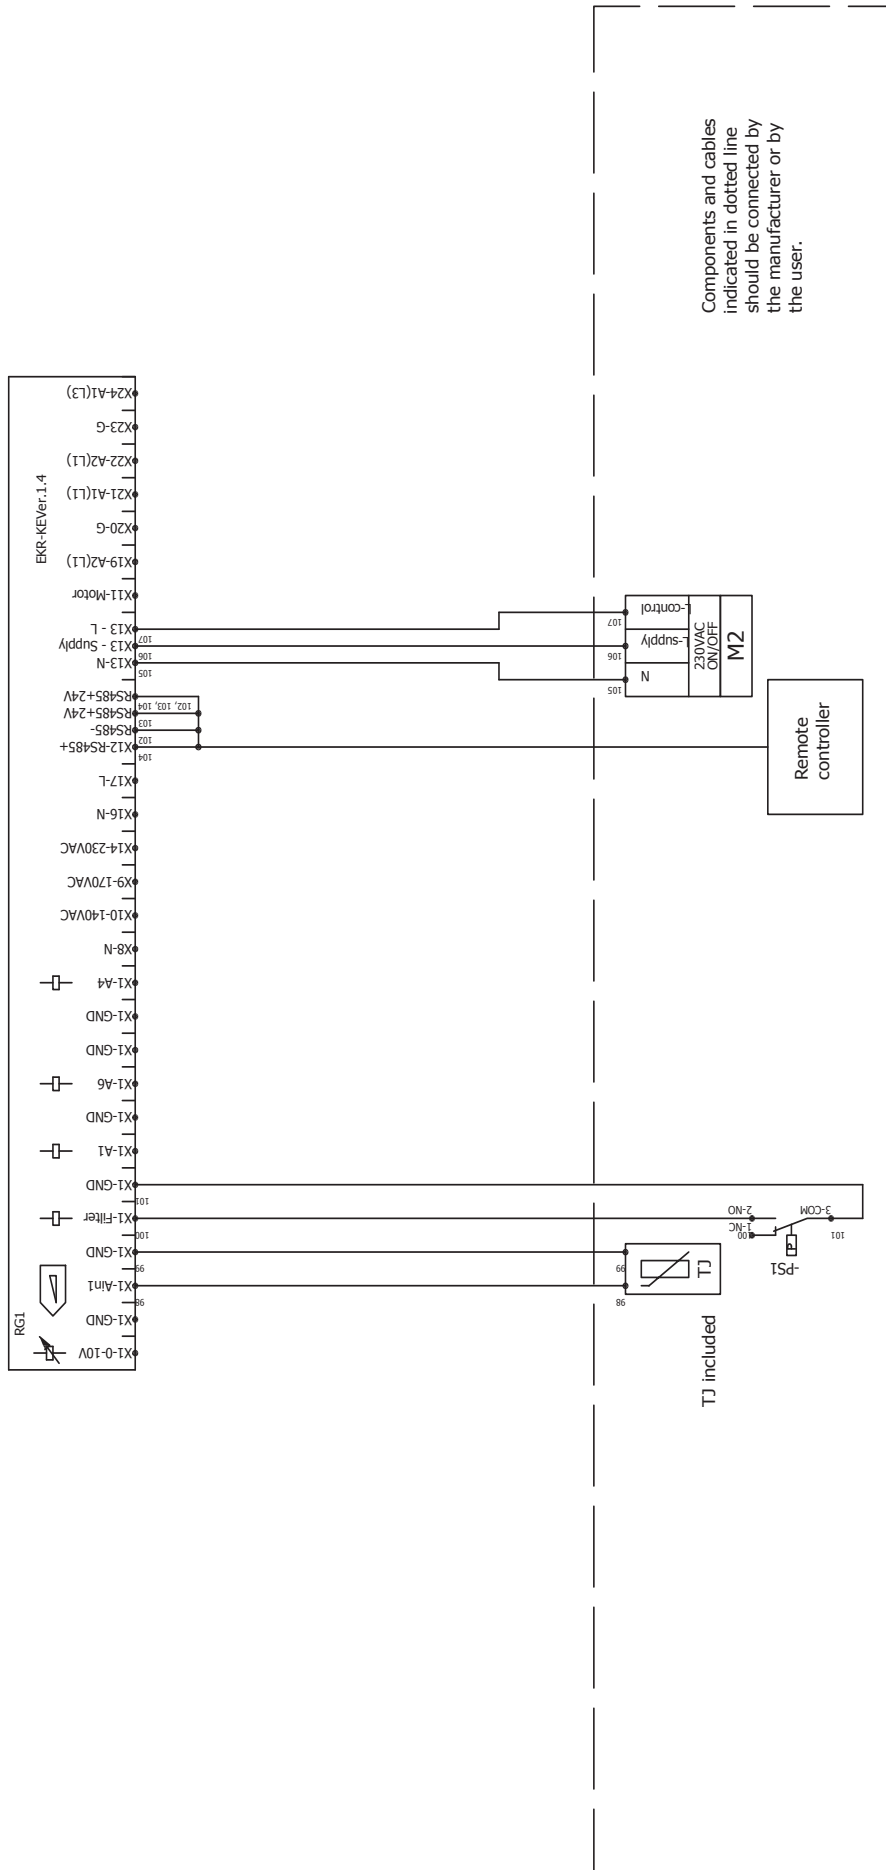 Components and cables
indicated in dotted line
should be connected by
the manufacturer or by
the user.
EKR-KEVer.1.4
X24-A1(L3)
X23-G
X22-A2(L1)
X21-A1(L1)
X20-G
X19-A2(L1)
X11-Motor
X13 - L
107
X13 - Supply
106
X13-N
105
RS485+24V
RS485+24V
102, 103, 104
RS485-
103
X12-RS485+
102
104
X17-L
X16-N
X14-230VAC
X9-170VAC
X10-140VAC
X8-N
X1-A4
X1-GND
X1-GND
X1-A6
X1-GND
X1-A1
X1-GND
101
X1-Filter
100
X1-GND
99
X1-Ain1
98
X1-GND
X1-0-10V
RG1
L-control
107
L-supply
106
N
105
230VAC
ON/OFF
M2
Remote
controller
2-NO
1-NC
100
3-COM
101
P
-PS1
99
98
TJ
TJ included